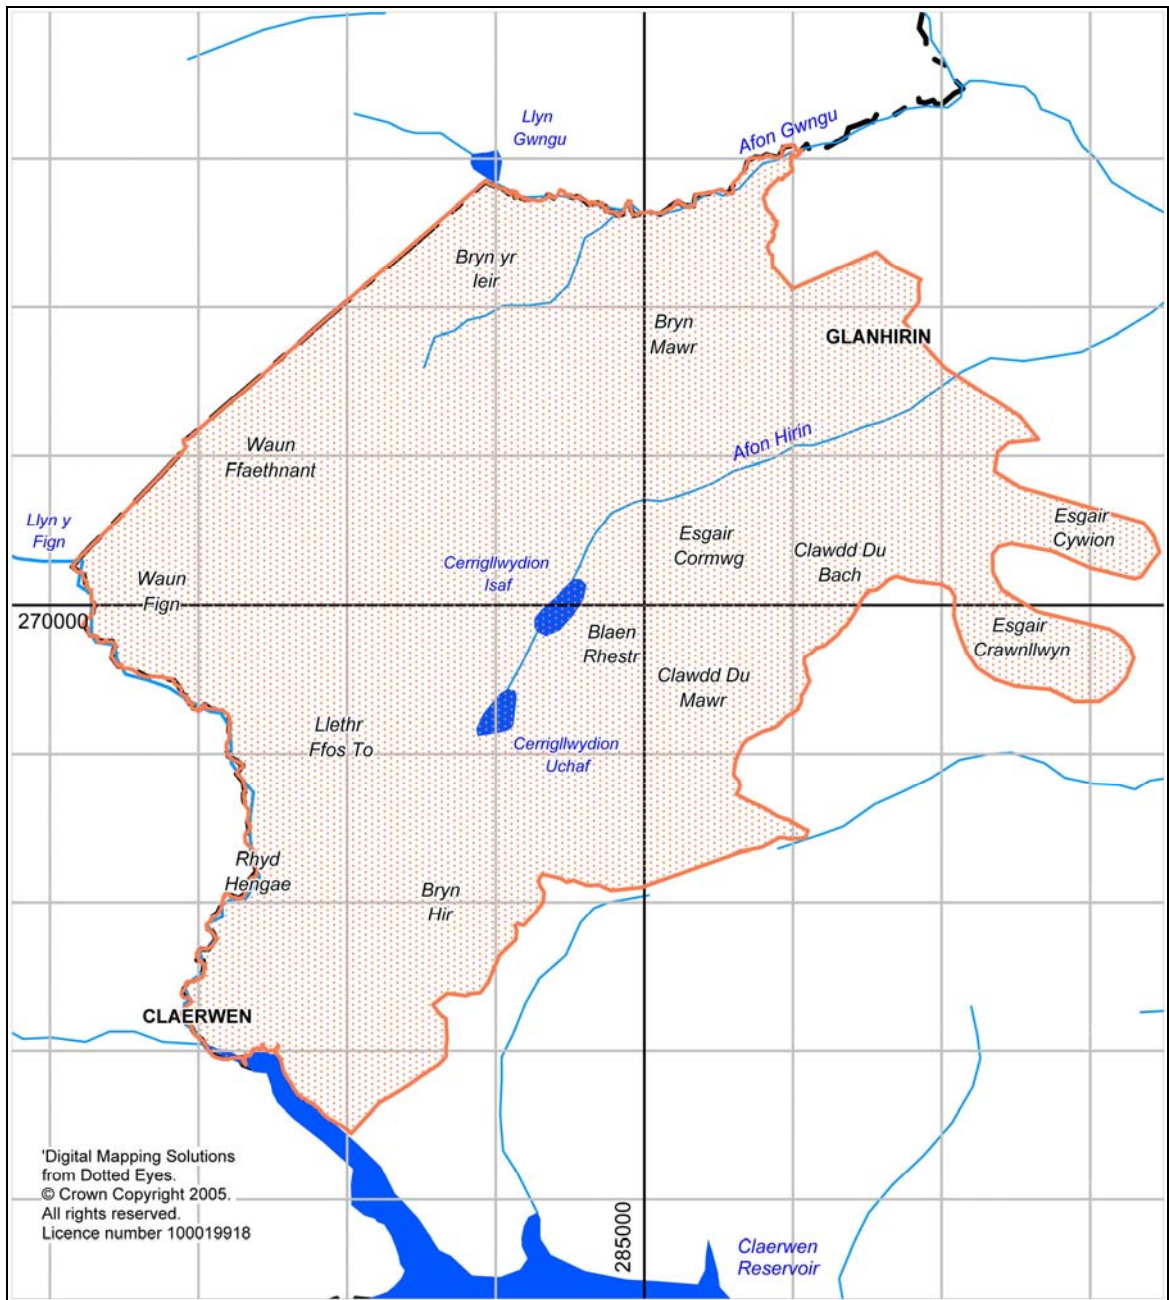 Llyn
Gwngu
Afon Gwngu
Bryn yr
Ieir
Bryn
Mawr
GLANHIRIN
Waun
Ffaethnant
Afon Hirin
Llyn y
Fign
Esgair
Cywion
Esgair
Cormwg
Clawdd Du
Bach
Cerrigllwydion
Isaf
Waun
Fign
270000
Blaen
Rhestr
Esgair
Crawnllwyn
Clawdd Du
Mawr
Llethr
Ffos To
Cerrigllwydion
Uchaf
Rhyd
Hengae
Bryn
Hir
CLAERWEN
'Digital Mapping Solutions
from Dotted Eyes.
© Crown Copyright 2005.
All rights reserved.
Licence number 100019918
285000
Claerwen
Reservoir